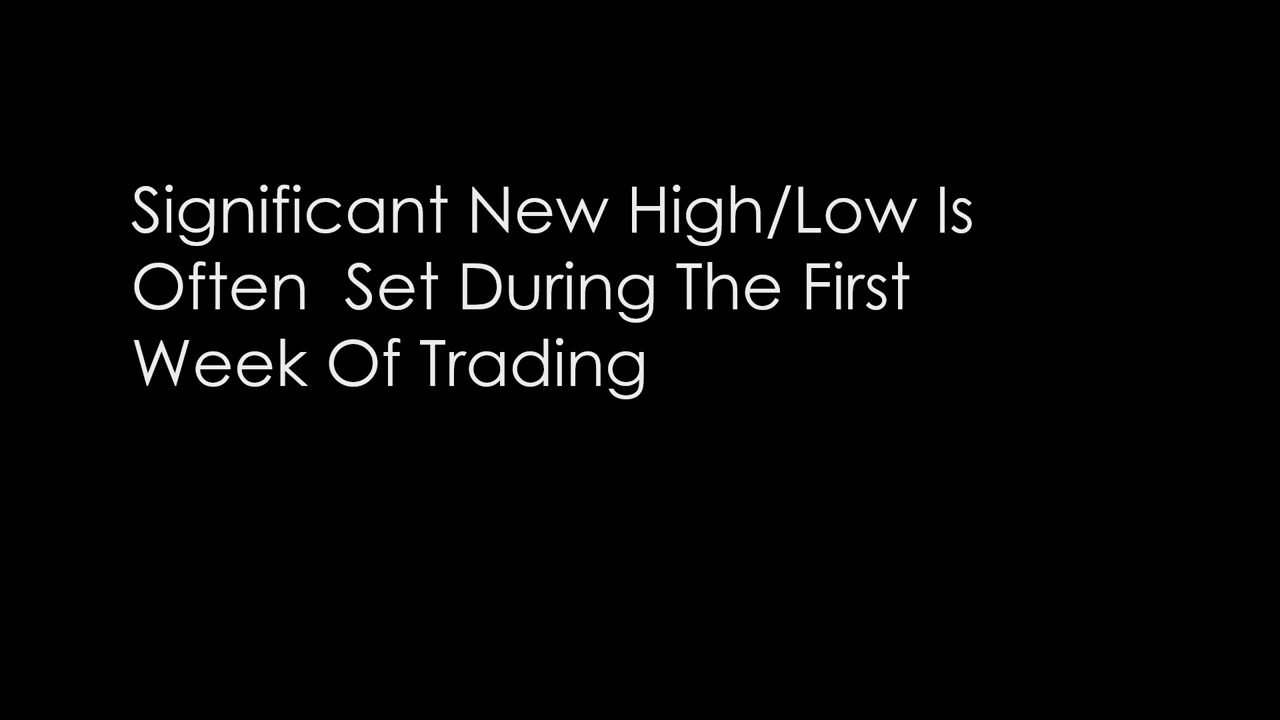 Significant New High/Low Is
Often  Set During The First
Week Of Trading